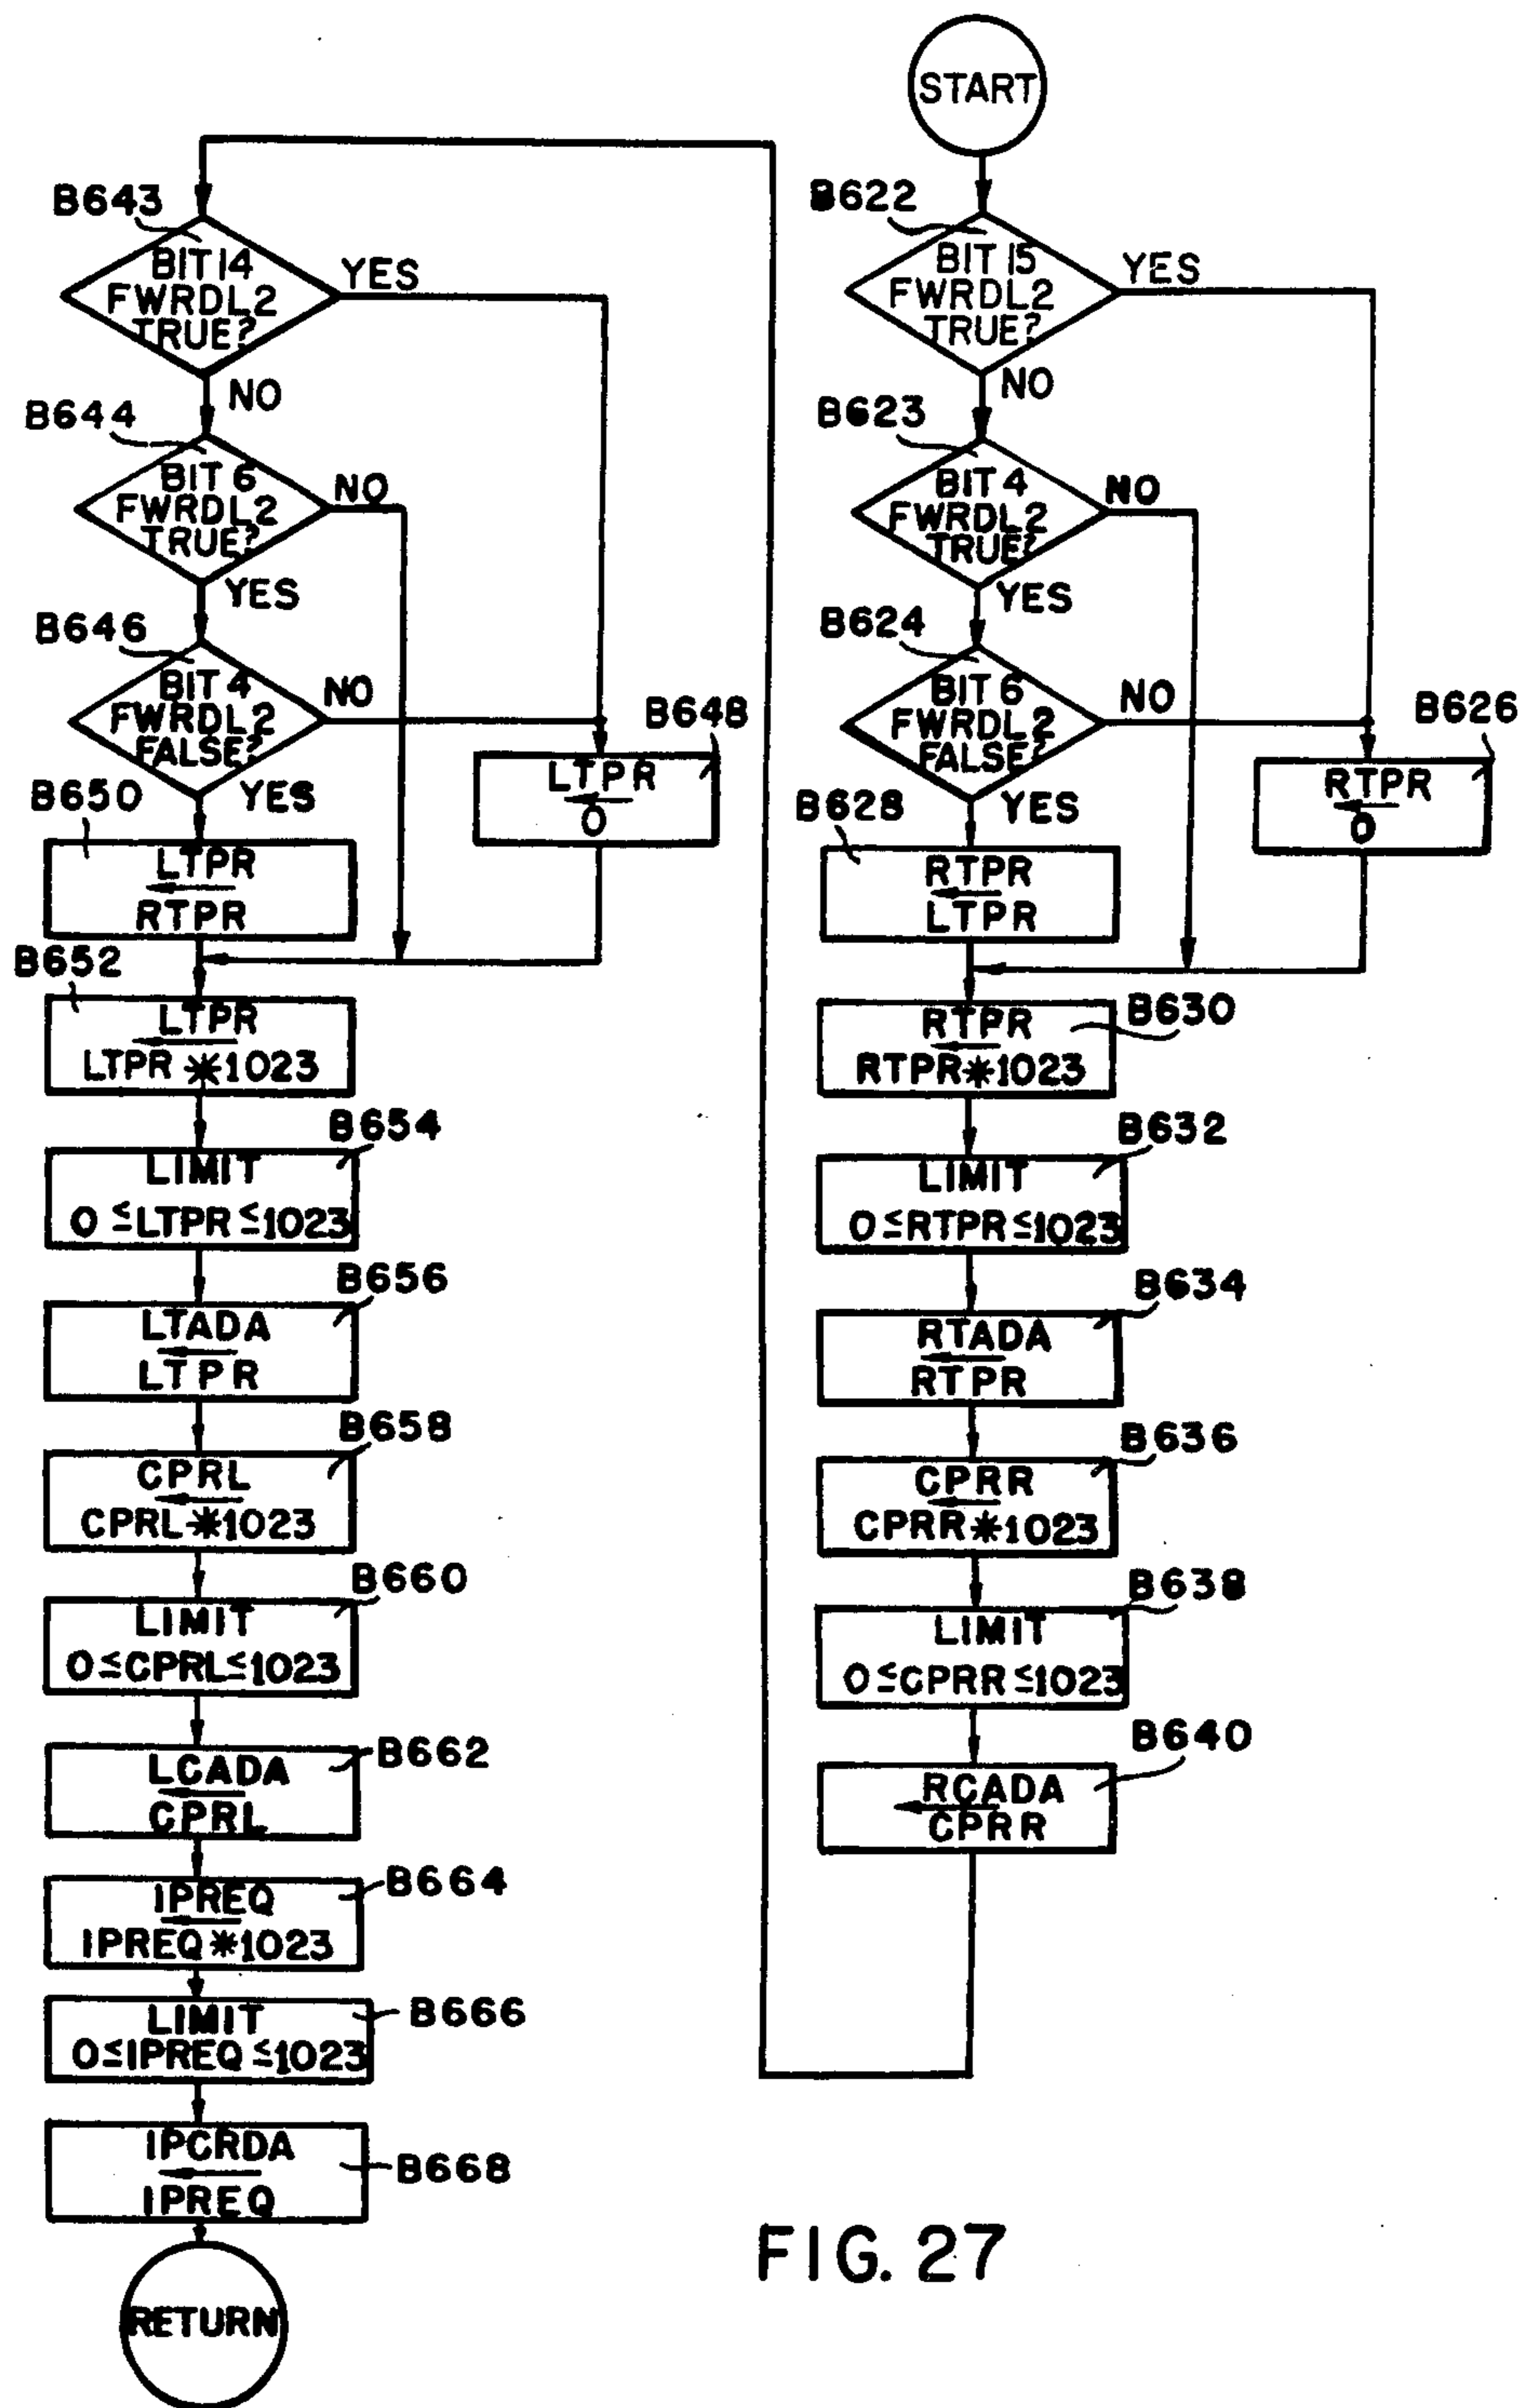 START
B622
BIT 15
FWRDL2
TRUE?
YES
NO
B623
BIT 4
FWRDL2
TRUE?
NO
YES
B624
BIT 6
FWRDL2
FALSE?
NO
YES
B626
RTPR
←
0
B628
RTPR
←
LTPR
B630
RTPR
←
RTPR*1023
B632
LIMIT
0≤RTPR≤1023
B634
RTADA
←
RTPR
B636
CPRR
←
CPRR*1023
B638
LIMIT
0≤CPRR≤1023
B640
RCADA
←
CPRR
B643
BIT 14
FWRDL2
TRUE?
YES
NO
B644
BIT 6
FWRDL2
TRUE?
NO
YES
B646
BIT 4
FWRDL2
FALSE?
NO
YES
B648
LTPR
←
0
B650
LTPR
←
RTPR
B652
LTPR
←
LTPR*1023
B654
LIMIT
0≤LTPR≤1023
B656
LTADA
←
LTPR
B658
CPRL
←
CPRL*1023
B660
LIMIT
0≤CPRL≤1023
B662
LCADA
←
CPRL
B664
IPREQ
←
IPREQ*1023
B666
LIMIT
0≤IPREQ≤1023
B668
IPCRDA
←
IPREQ
RETURN
FIG. 27